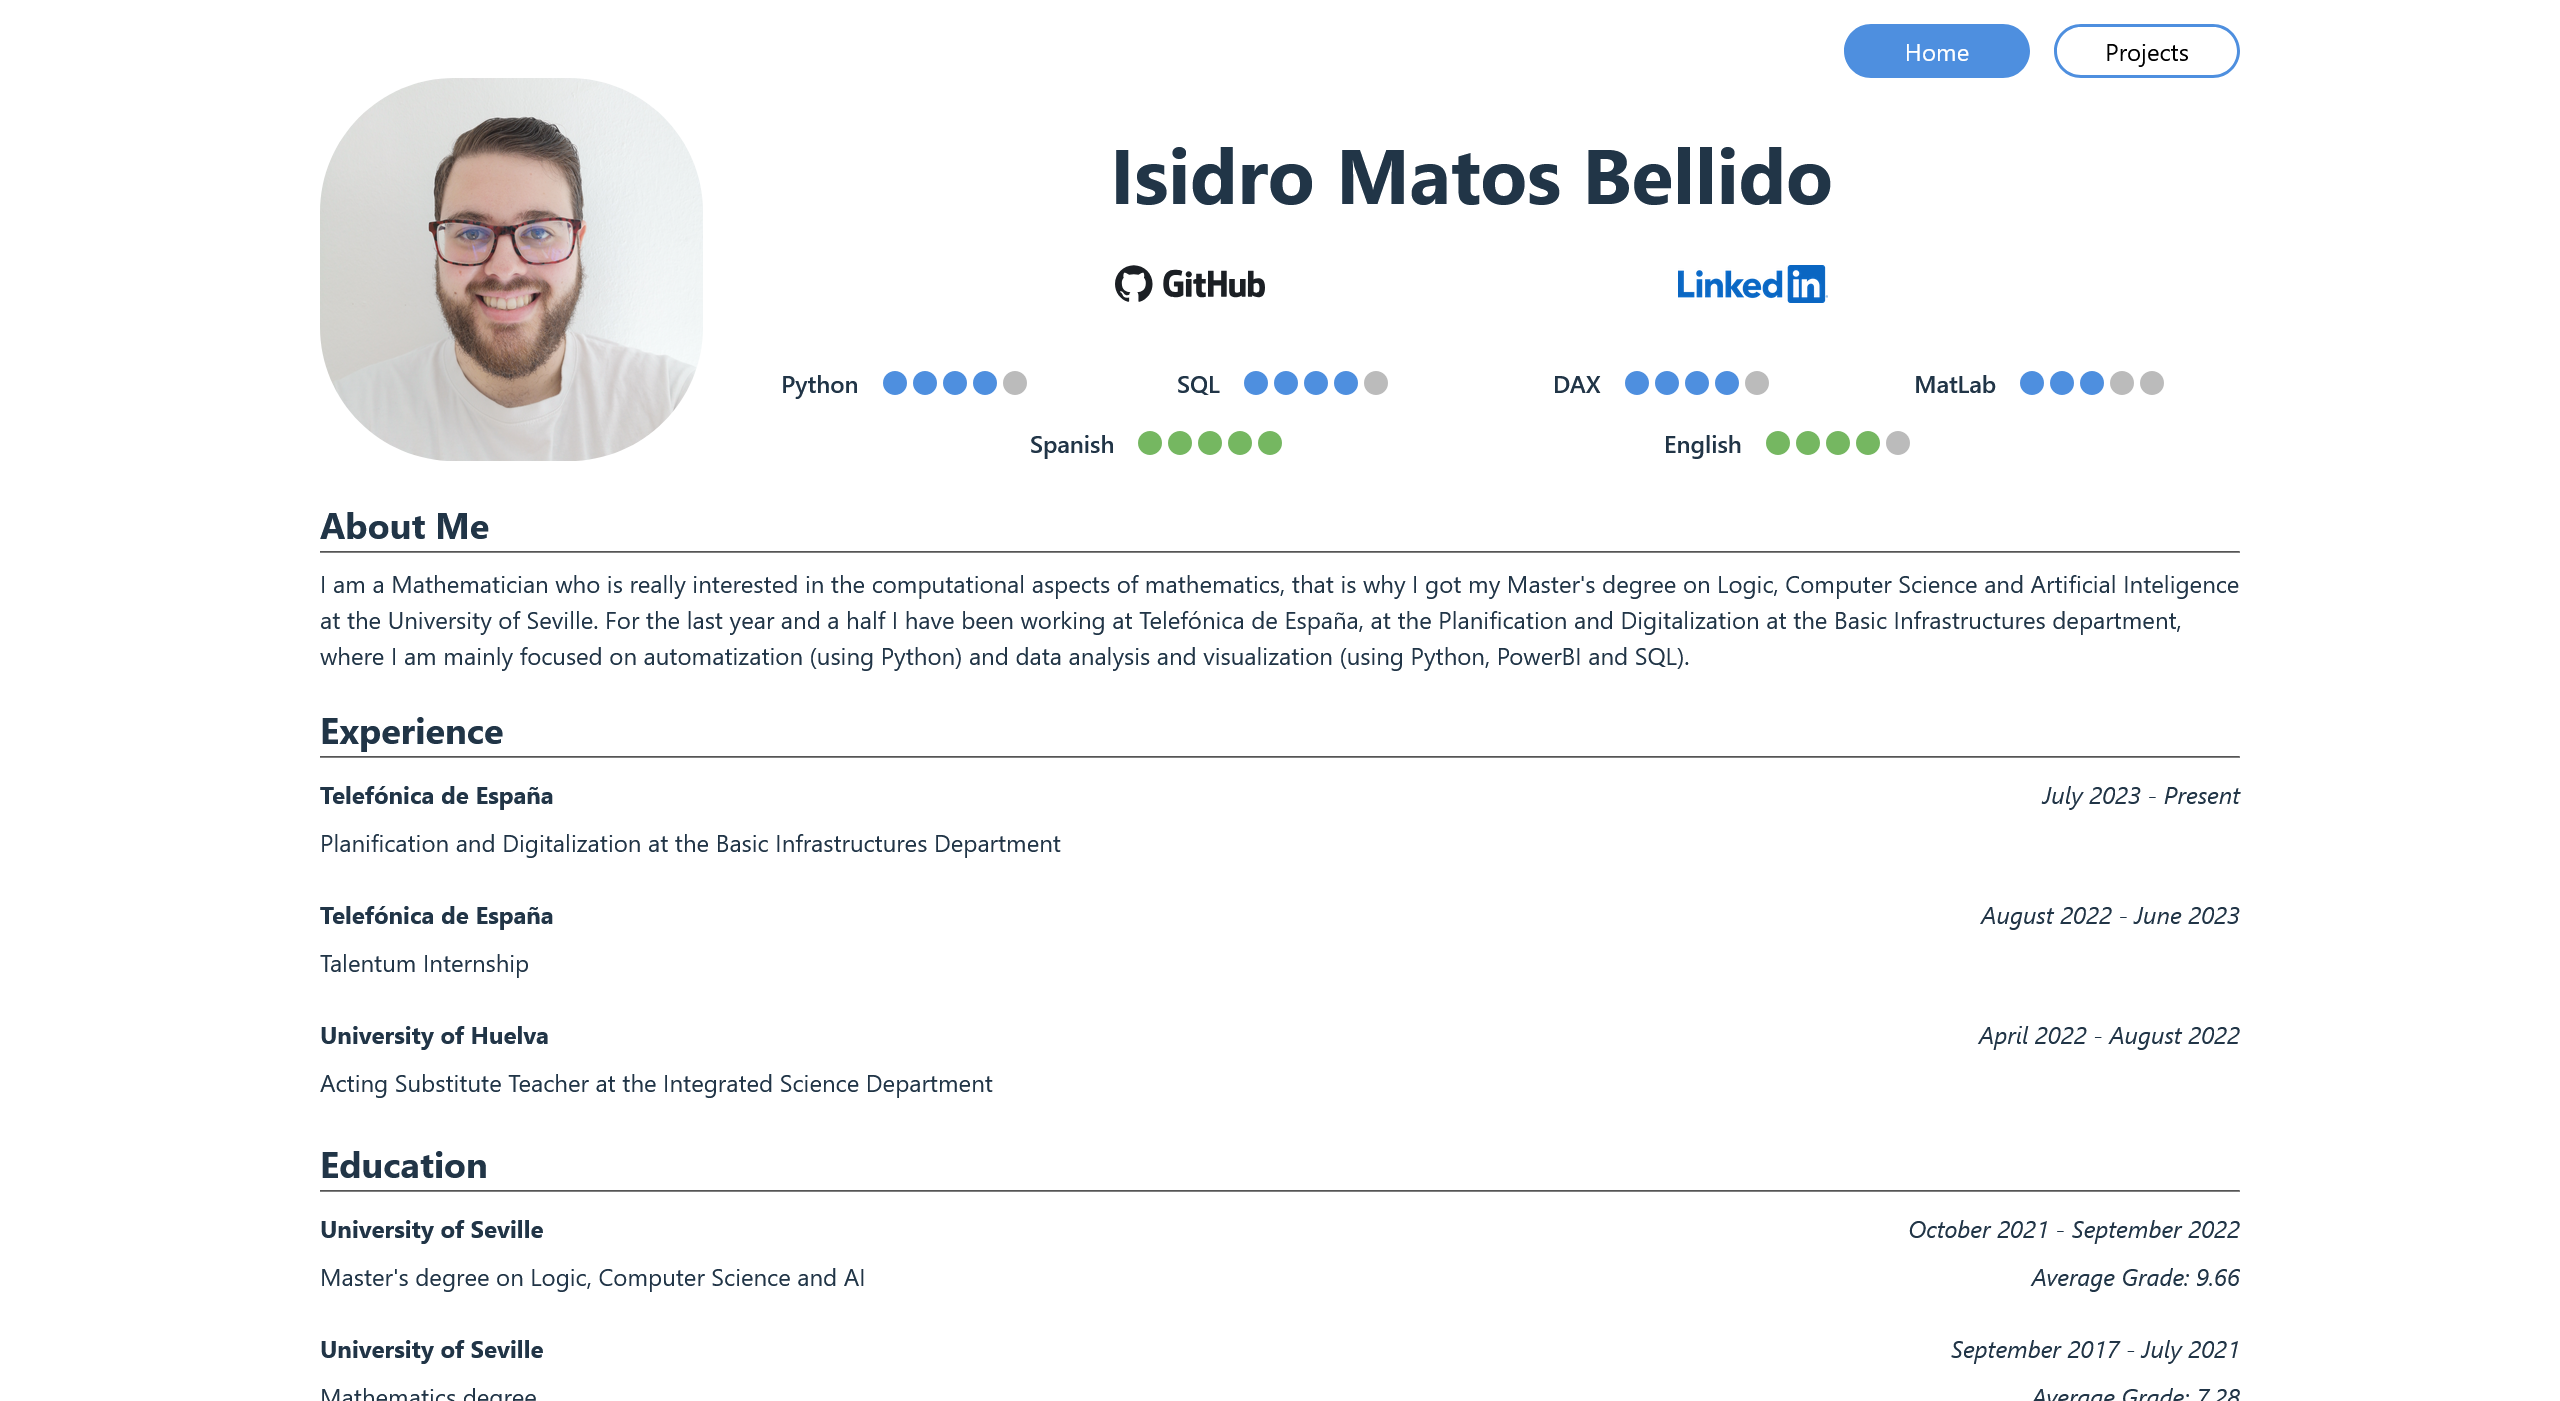 Home
Projects
Isidro Matos Bellido
GitHub
LinkedIn
Python
SQL
DAX
MatLab
Spanish
English
About Me
I am a Mathematician who is really interested in the computational aspects of mathematics, that is why I got my Master's degree on Logic, Computer Science and Artificial Inteligence
at the University of Seville. For the last year and a half I have been working at Telefónica de España, at the Planification and Digitalization at the Basic Infrastructures department,
where I am mainly focused on automatization (using Python) and data analysis and visualization (using Python, PowerBI and SQL).
Experience
Telefónica de España
July 2023 - Present
Planification and Digitalization at the Basic Infrastructures Department
Telefónica de España
August 2022 - June 2023
Talentum Internship
University of Huelva
April 2022 - August 2022
Acting Substitute Teacher at the Integrated Science Department
Education
University of Seville
October 2021 - September 2022
Master's degree on Logic, Computer Science and AI
Average Grade: 9.66
University of Seville
September 2017 - July 2021
Mathematics degree
Average Grade: 7.28